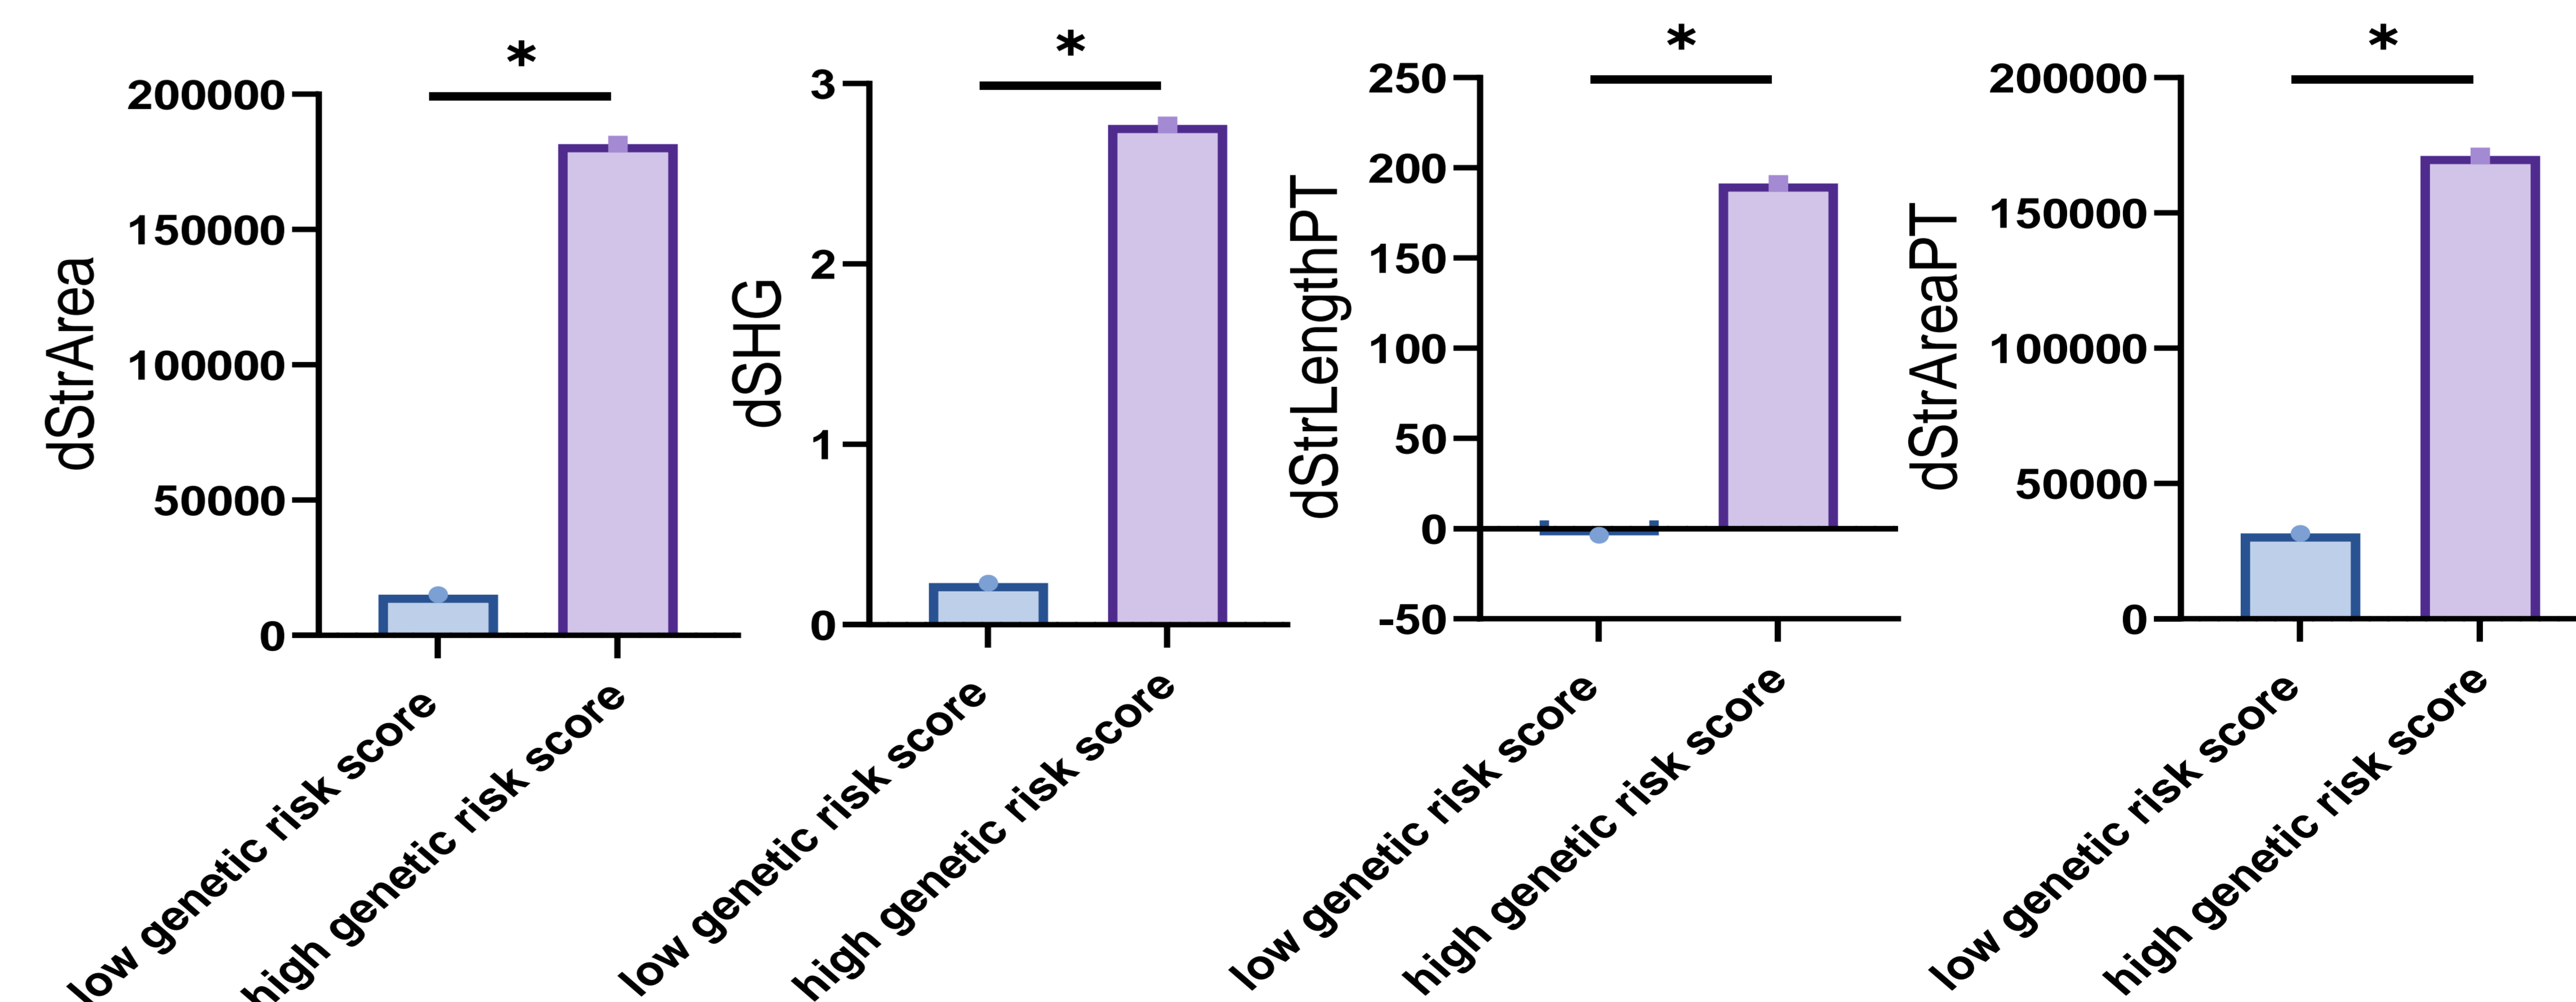 *
200000
150000
100000
50000
0
dStrArea
low genetic risk score
high genetic risk score
*
3
2
1
0
dSHG
low genetic risk score
high genetic risk score
*
250
200
150
100
50
0
-50
dStrLengthPT
low genetic risk score
high genetic risk score
*
200000
150000
100000
50000
0
dStrAreaPT
low genetic risk score
high genetic risk score